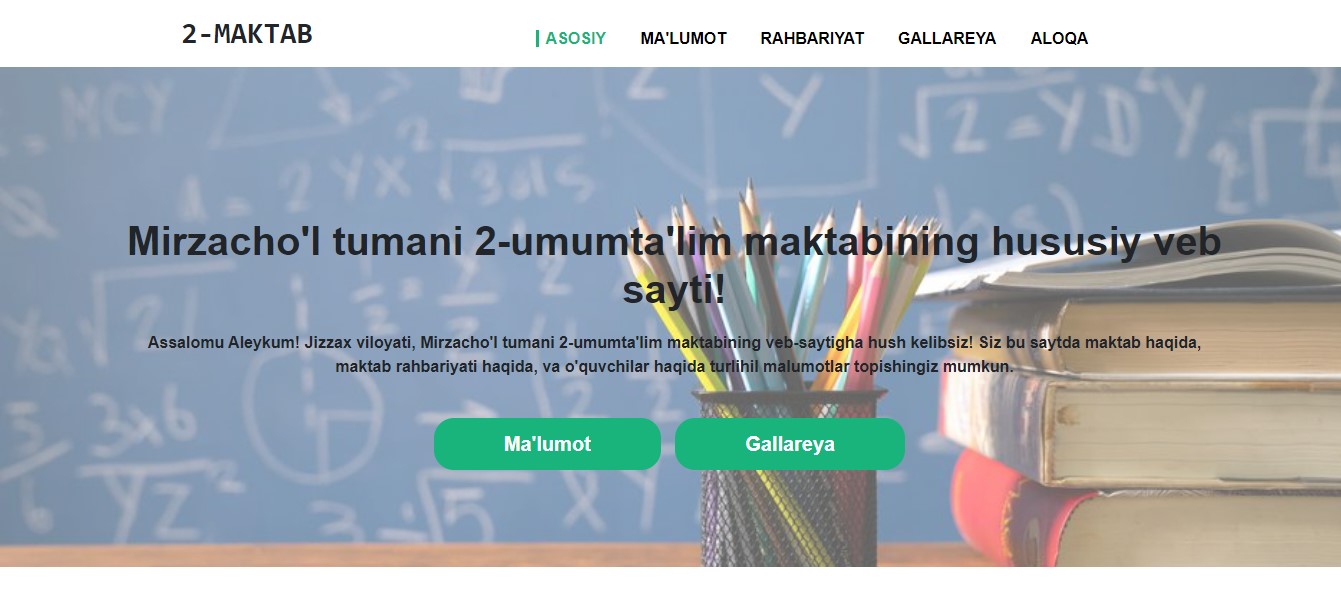 2-MAKTAB
ASOSIY MA'LUMOT RAHBARIYAT GALLAREYA ALOQA
Mirzacho'l tumani 2-umumta'lim maktabining hususiy veb
sayti!
Assalomu Aleykum! Jizzax viloyati, Mirzacho'l tumani 2-umumta'lim maktabining veb-saytigha hush kelibsiz! Siz bu saytda maktab haqida,
maktab rahbariyati haqida, va o'quvchilar haqida turlihil malumotlar topishingiz mumkun.
Ma'lumot Gallareya